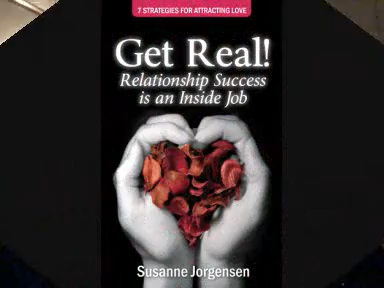 7 STRATEGIES FOR ATTRACTING LOVE
Get Real!
Relationship Success
is an Inside Job
Susanne Jorgensen